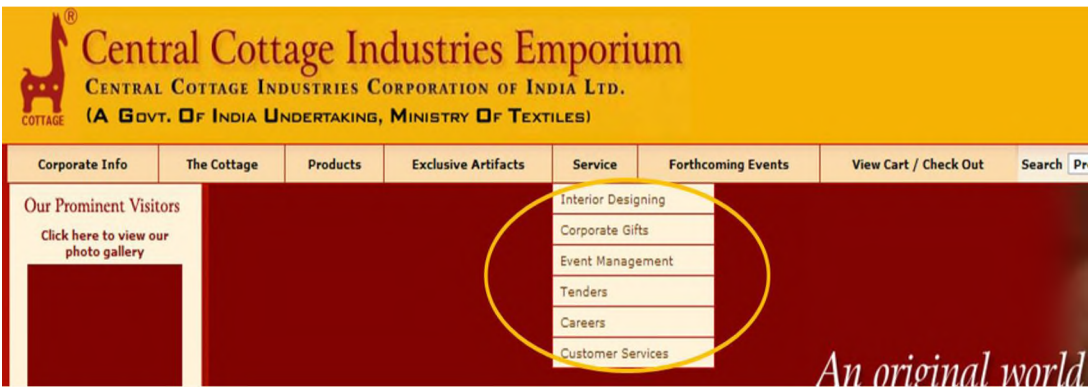 ®
Central Cottage Industries Emporium
CENTRAL COTTAGE INDUSTRIES CORPORATION OF INDIA LTD.
COTTAGE (A GOVT. OF INDIA UNDERTAKING, MINISTRY OF TEXTILES)
Corporate Info The Cottage Products Exclusive Artifacts Service Forthcoming Events View Cart / Check Out Search
Our Prominent Visitors
Click here to view our
photo gallery
Interior Designing
Corporate Gifts
Event Management
Tenders
Careers
Customer Services
An original world